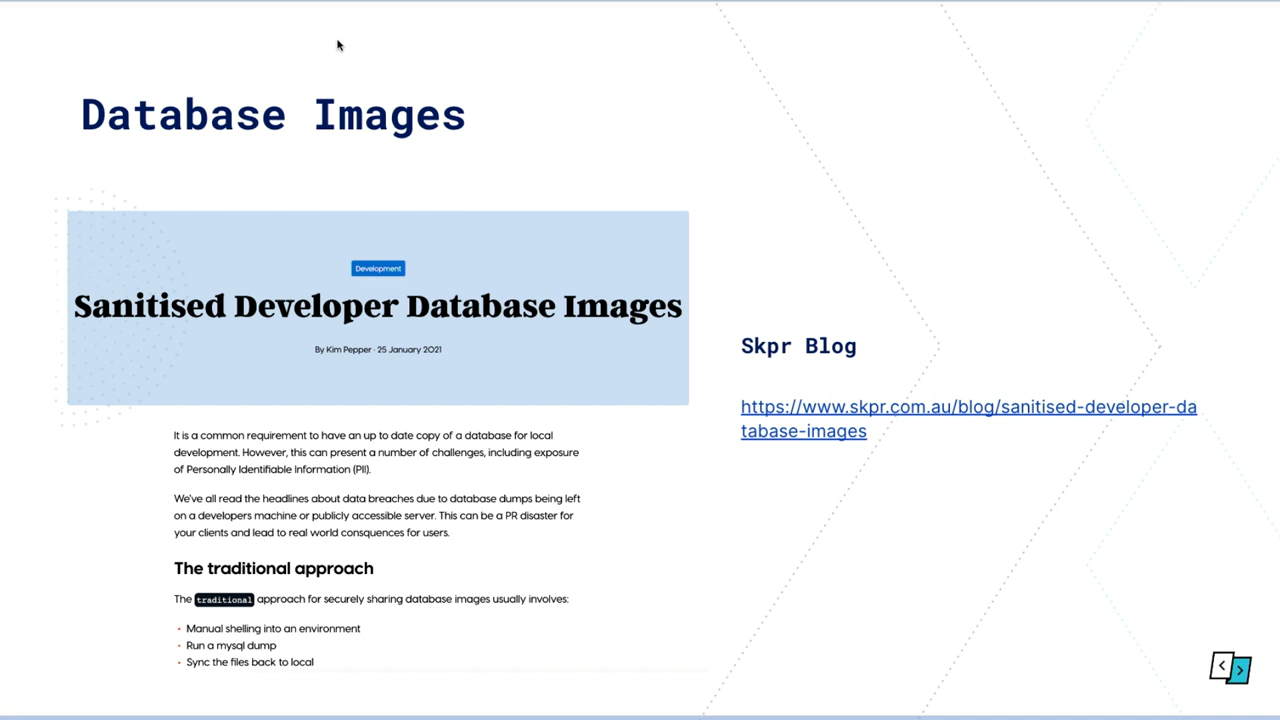 Database Images
Development
Sanitised Developer Database Images
By Kim Pepper · 25 January 2021
It is a common requirement to have an up to date copy of a database for local
development. However, this can present a number of challenges, including exposure
of Personally Identifiable Information (PII).
We've all read the headlines about data breaches due to database dumps being left
on a developers machine or publicly accessible server. This can be a PR disaster for
your clients and lead to real world consquences for users.
The traditional approach
The traditional approach for securely sharing database images usually involves:
• Manual shelling into an environment
• Run a mysql dump
• Sync the files back to local
Skpr Blog
https://www.skpr.com.au/blog/sanitised-developer-da
tabase-images